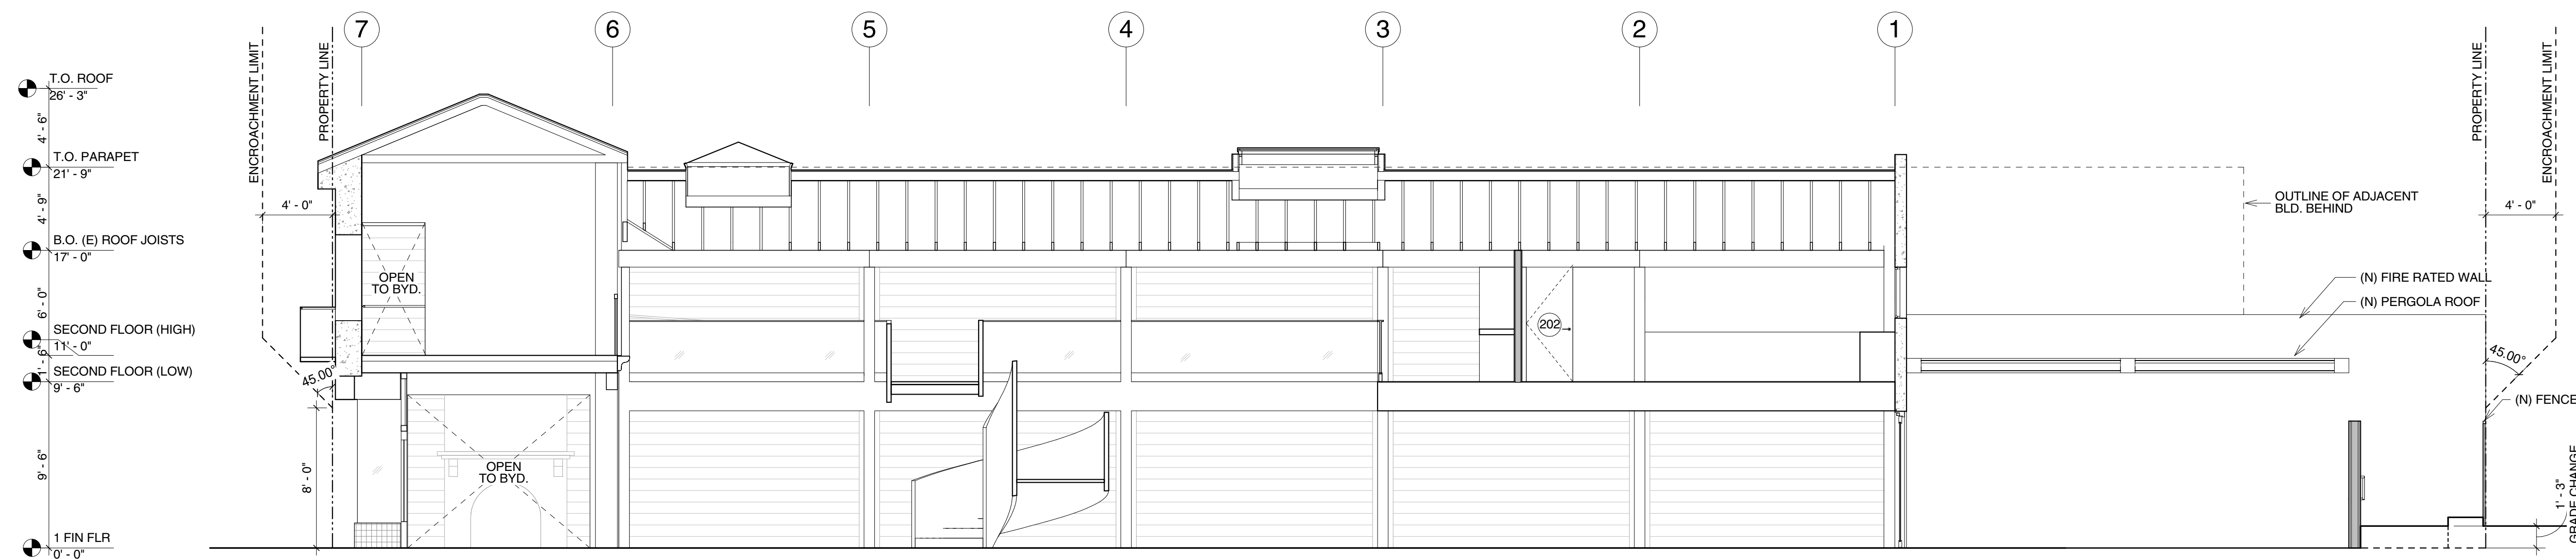 7
6
5
4
3
2
1
ENCROACHMENT LIMIT
PROPERTY LINE
PROPERTY LINE
ENCROACHMENT LIMIT
T.O. ROOF
26' - 3"
4' - 6"
T.O. PARAPET
21' - 9"
4' - 9"
B.O. (E) ROOF JOISTS
17' - 0"
6' - 0"
SECOND FLOOR (HIGH)
11' - 0"
1' - 6"
SECOND FLOOR (LOW)
9' - 6"
9' - 6"
1 FIN FLR
0' - 0"
4' - 0"
45.00°
8' - 0"
OPEN
TO BYD.
OPEN
TO BYD.
202
OUTLINE OF ADJACENT
BLD. BEHIND
4' - 0"
(N) FIRE RATED WALL
(N) PERGOLA ROOF
45.00°
(N) FENCE
1' - 3"
GRADE CHANGE